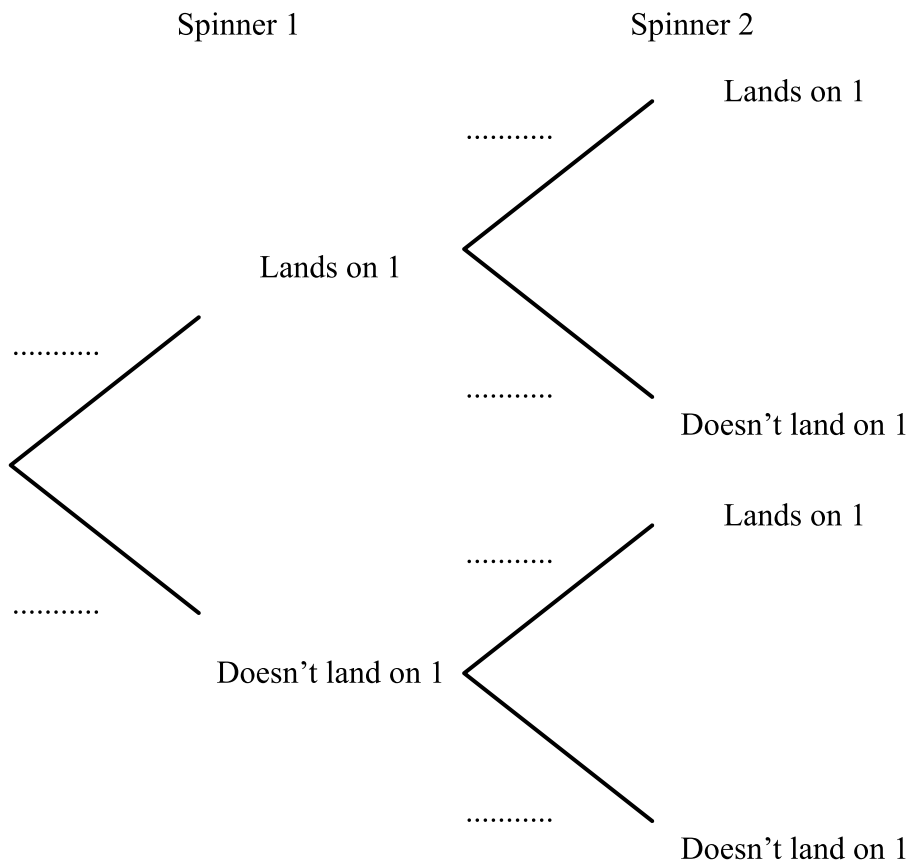 Spinner 1
Spinner 2
Lands on 1
...........
Lands on 1
...........
...........
Doesn’t land on 1
Lands on 1
...........
...........
Doesn’t land on 1
...........
Doesn’t land on 1